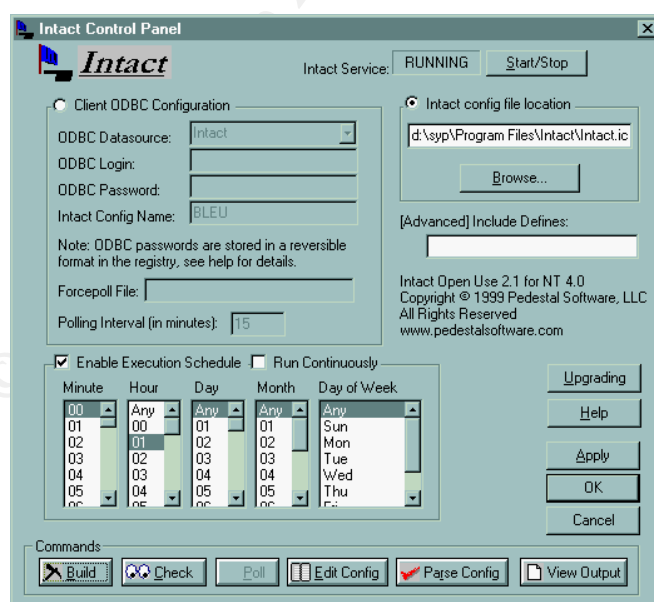 Intact Control Panel
Intact
Intact Service: RUNNING Start/Stop
Client ODBC Configuration
ODBC Datasource: Intact
ODBC Login:
ODBC Password:
Intact Config Name: BLEU
Note: ODBC passwords are stored in a reversible
format in the registry, see help for details.
Forcepoll File:
Polling Interval (in minutes): 15
Intact config file location
d:\syp\Program Files\Intact\Intact.ic
Browse...
[Advanced] Include Defines:
Intact Open Use 2.1 for NT 4.0
Copyright © 1999 Pedestal Software, LLC
All Rights Reserved
www.pedestalsoftware.com
Enable Execution Schedule Run Continuously
Minute Hour Day Month Day of Week
00 Any Any Any Any
01 00 01 01 Sun
02 01 02 02 Mon
03 02 03 03 Tue
04 03 04 04 Wed
05 04 05 05 Thu
Upgrading
Help
Apply
OK
Cancel
Commands
Build Check Poll Edit Config Parse Config View Output